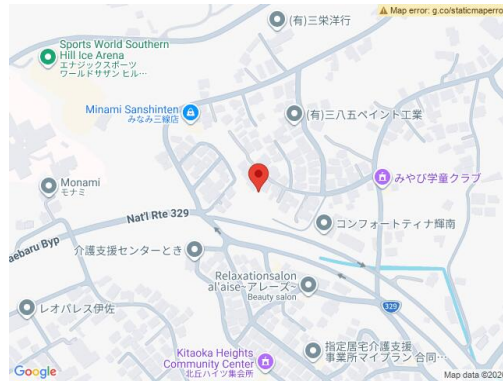 Map error: g.co/staticmaperro
(有)三栄洋行
Sports World Southern
Hill Ice Arena
エナジックスポーツ
ワールドサザン ヒル…
Minami Sanshinten
みなみ三線店
(有)三八五ペイント工業
みやび学童クラブ
Monami
モナミ
Nat'l Rte 329
コンフォートティナ輝南
aebaru Byp
介護支援センターとき
Relaxationsalon
al'aise~アレーズ~
Beauty salon
レオパレス伊佐
329
Kitaoka Heights
Community Center
北丘ハイツ集会所
指定居宅介護支援
事業所マイプラン 合同…
Google
Map data ©202